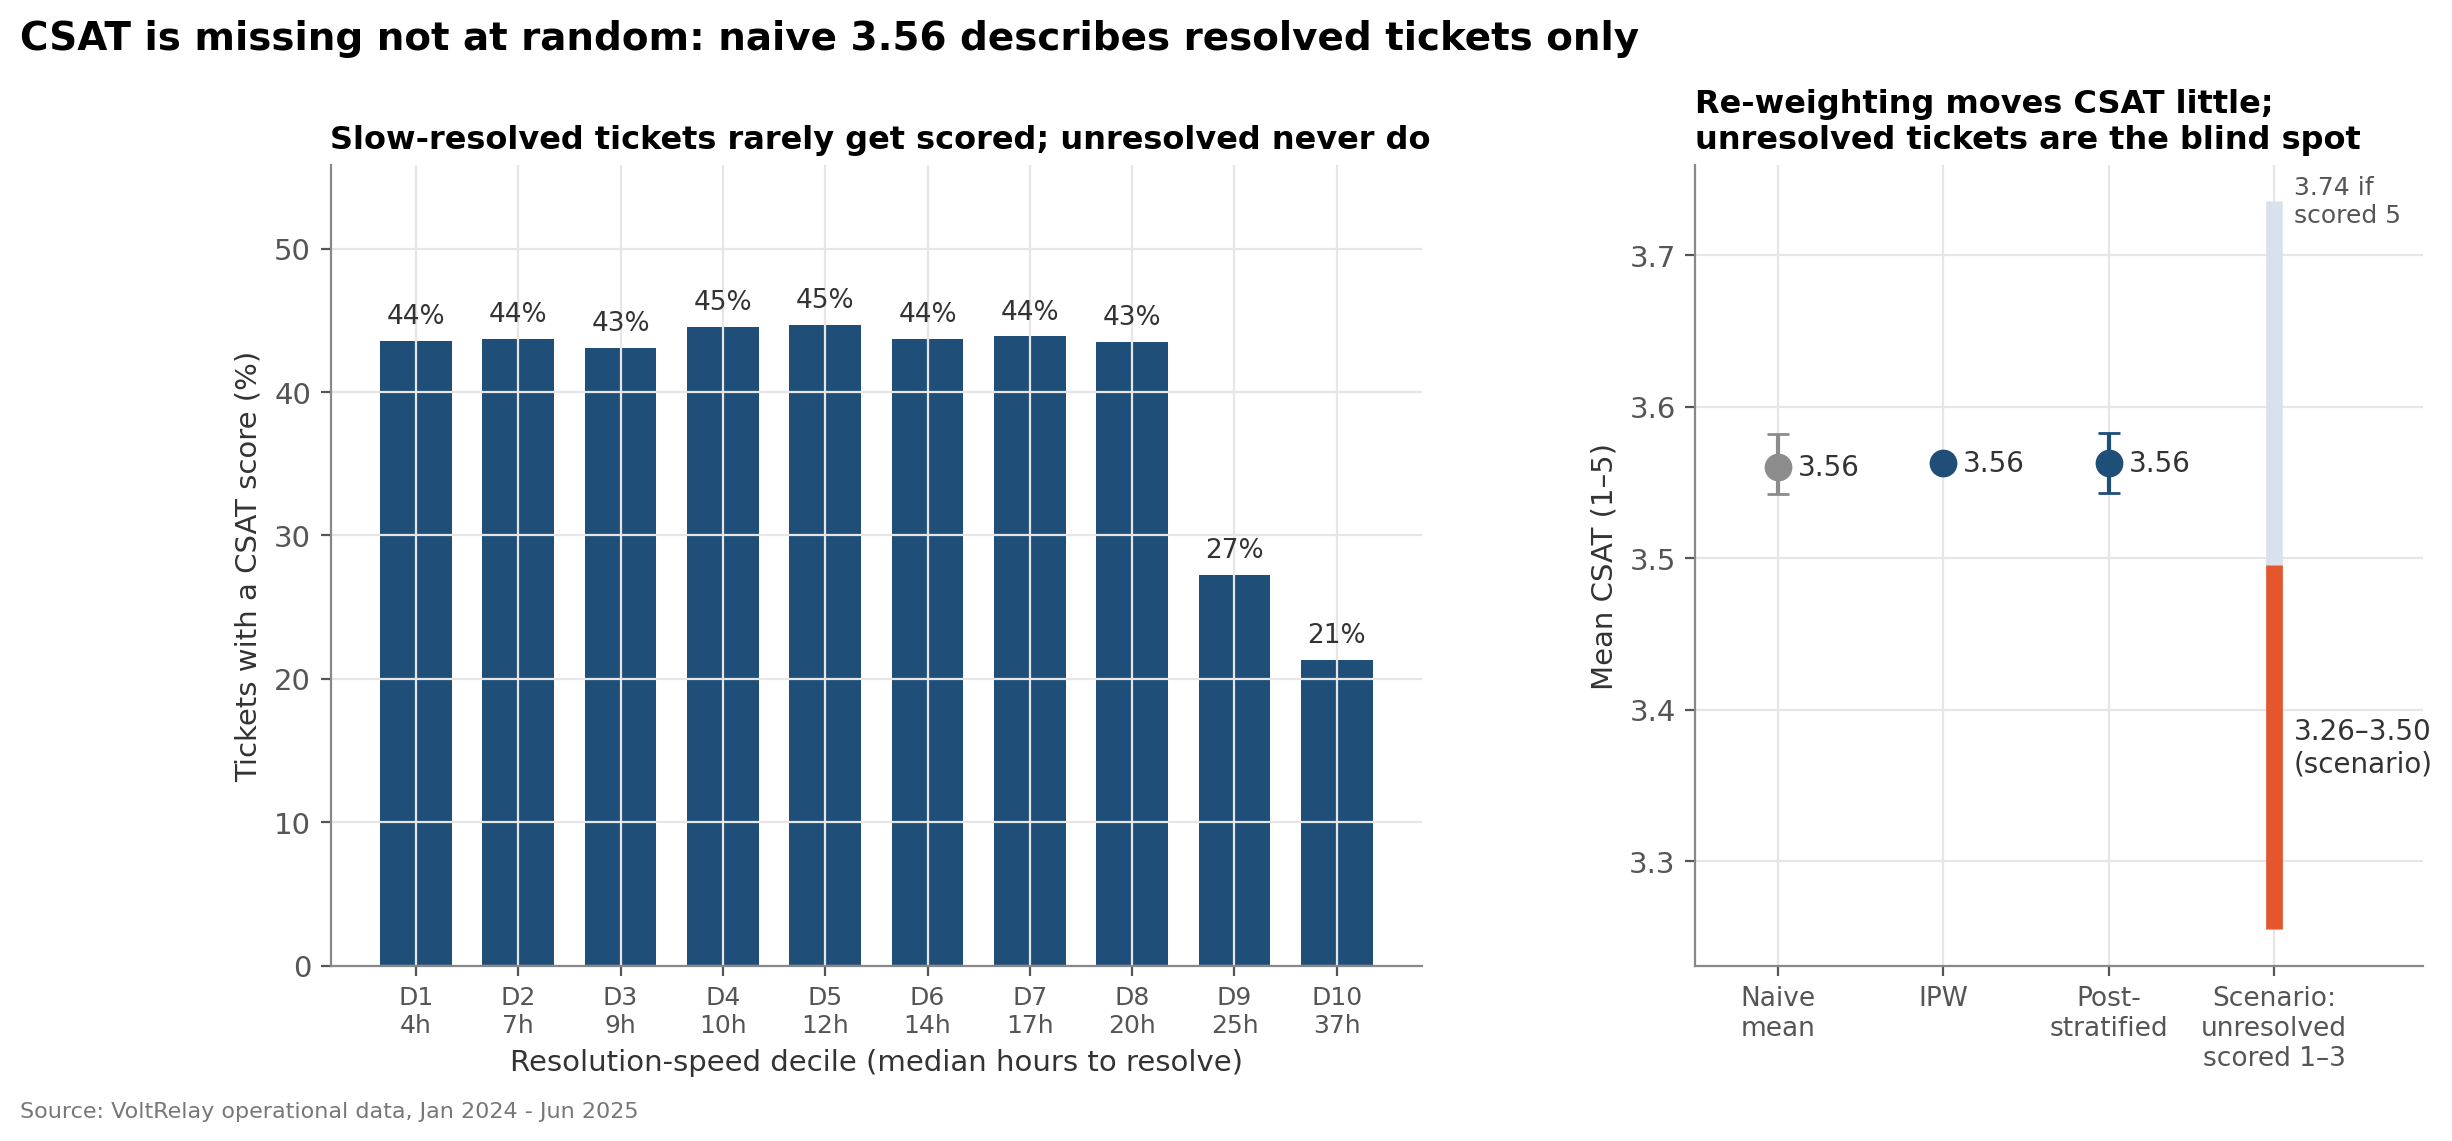 CSAT is missing not at random: naive 3.56 describes resolved tickets only
Slow-resolved tickets rarely get scored; unresolved never do
Tickets with a CSAT score (%)
50
40
30
20
10
0
44%
44%
43%
45%
45%
44%
44%
43%
27%
21%
D1
4h
D2
7h
D3
9h
D4
10h
D5
12h
D6
14h
D7
17h
D8
20h
D9
25h
D10
37h
Resolution-speed decile (median hours to resolve)
Re-weighting moves CSAT little;
unresolved tickets are the blind spot
Mean CSAT (1–5)
3.7
3.6
3.5
3.4
3.3
3.56
3.56
3.56
3.74 if
scored 5
3.26–3.50
(scenario)
Naive
mean
IPW
Post-
stratified
Scenario:
unresolved
scored 1–3
Source: VoltRelay operational data, Jan 2024 - Jun 2025